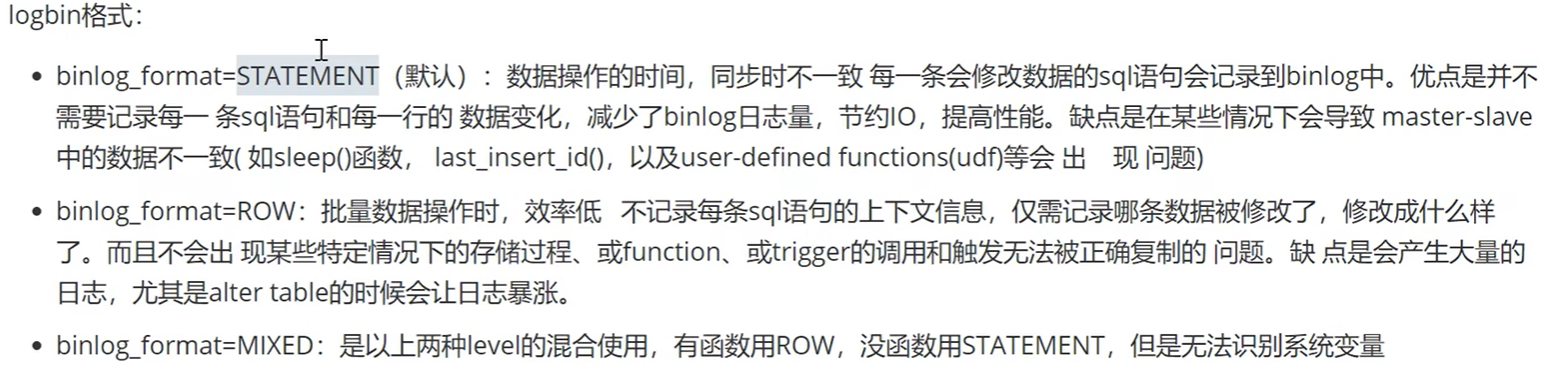 logbin格式：
binlog_format=STATEMENT（默认）：数据操作的时间，同步时不一致 每一条会修改数据的sql语句会记录到binlog中。优点是并不
需要记录每一 条sql语句和每一行的 数据变化，减少了binlog日志量，节约IO，提高性能。缺点是在某些情况下会导致 master-slave
中的数据不一致( 如sleep()函数， last_insert_id()，以及user-defined functions(udf)等会 出 现 问题)
binlog_format=ROW：批量数据操作时，效率低 不记录每条sql语句的上下文信息，仅需记录哪条数据被修改了，修改成什么样
了。而且不会出 现某些特定情况下的存储过程、或function、或trigger的调用和触发无法被正确复制的 问题。缺 点是会产生大量的
日志，尤其是alter table的时候会让日志暴涨。
binlog_format=MIXED：是以上两种level的混合使用，有函数用ROW，没函数用STATEMENT，但是无法识别系统变量